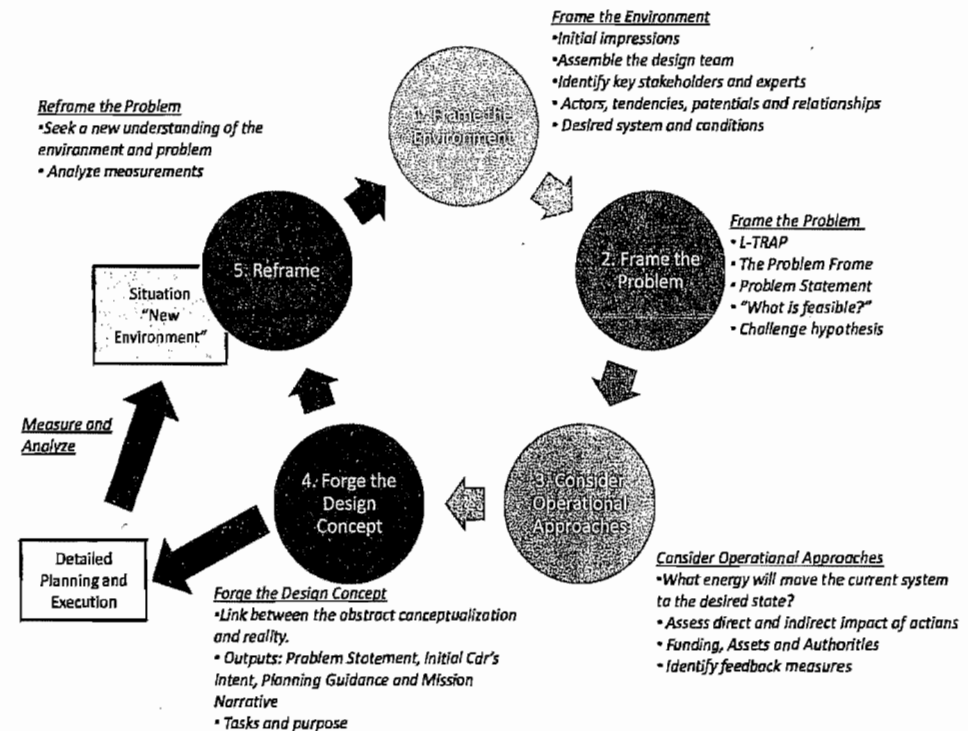 Frame the Environment
•Initial impressions
•Assemble the design team
•Identify key stakeholders and experts
• Actors, tendencies, potentials and relationships
• Desired system and conditions
1. Frame the
Environment
Frame the Problem
• L-TRAP
• The Problem Frame
• Problem Statement
• "What is feasible?"
• Challenge hypothesis
2. Frame the
Problem
3. Consider
Operational
Approaches
Consider Operational Approaches
•What energy will move the current system
to the desired state?
• Assess direct and indirect impact of actions
• Funding, Assets and Authorities
•Identify feedback measures
4. Forge the
Design
Concept
Forge the Design Concept
•Link between the abstract conceptualization
and reality.
• Outputs: Problem Statement, Initial Cdr's
Intent, Planning Guidance and Mission
Narrative
• Tasks and purpose
Detailed
Planning and
Execution
Measure and
Analyze
Situation
"New
Environment"
5. Reframe
Reframe the Problem
•Seek a new understanding of the
environment and problem
• Analyze measurements